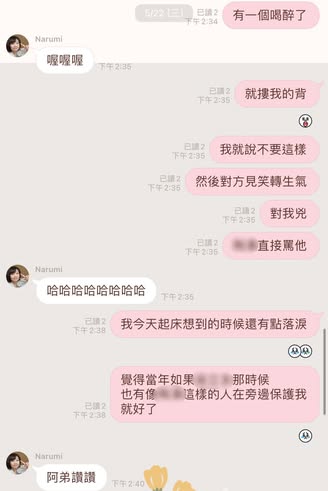 5/22 (三)
有一個喝醉了
已讀 2
下午 2:34
Narumi
喔喔喔
下午 2:35
就摟我的背
已讀 2
下午 2:35
我就說不要這樣
已讀 2
下午 2:35
然後對方見笑轉生氣
已讀 2
下午 2:35
對我兇
已讀 2
下午 2:35
直接罵他
已讀 2
下午 2:35
Narumi
哈哈哈哈哈哈哈哈
下午 2:35
我今天起床想到的時候還有點落淚
已讀 2
下午 2:38
覺得當年如果 那時候
也有像 這樣的人在旁邊保護我
就好了
已讀 2
下午 2:38
Narumi
阿弟讚讚
下午 2:40